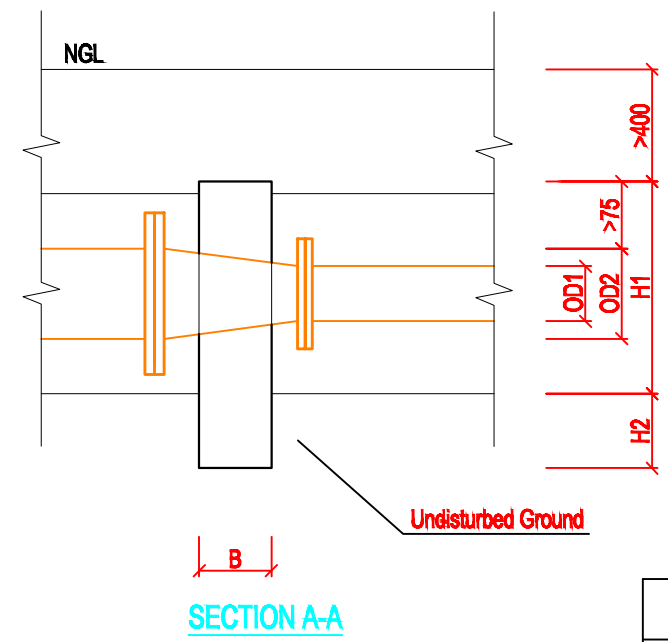 NGL
>400
>75
OD1
OD2
H1
H2
Undisturbed Ground
B
SECTION A-A